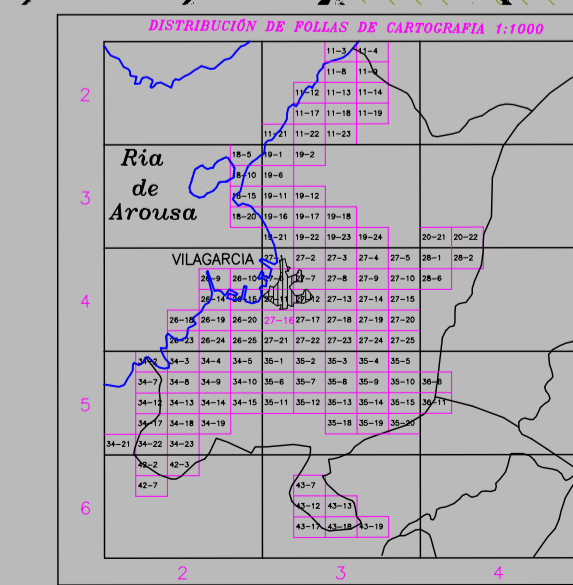 DISTRIBUCIÓN DE FOLLAS DE CARTOGRAFIA 1:1000
11-3 11-4
11-8 11-9
2
11-12 11-13 11-14
11-17 11-18 11-19
11-21 11-22 11-23
Ria
de
Arousa
18-5 19-1 19-2
18-10 19-6
3
18-15 19-11 19-12
18-20 19-16 19-17 19-18
19-21 19-22 19-23 19-24 20-21 20-22
VILAGARCIA 27-1 27-2 27-3 27-4 27-5 28-1 28-2
26-9 26-10 27-6 27-7 27-8 27-9 27-10 28-6
4
26-14 26-15 27-11 27-12 27-13 27-14 27-15
26-18 26-19 26-20 27-16 27-17 27-18 27-19 27-20
26-23 26-24 26-25 27-21 27-22 27-23 27-24 27-25
34-2 34-3 34-4 34-5 35-1 35-2 35-3 35-4 35-5
34-7 34-8 34-9 34-10 35-6 35-7 35-8 35-9 35-10 36-6
5
34-12 34-13 34-14 34-15 35-11 35-12 35-13 35-14 35-15 36-11
34-17 34-18 34-19 35-18 35-19 35-20
34-21 34-22 34-23
42-2 42-3
42-7 43-7
6
43-12 43-13
43-17 43-18 43-19
2 3 4